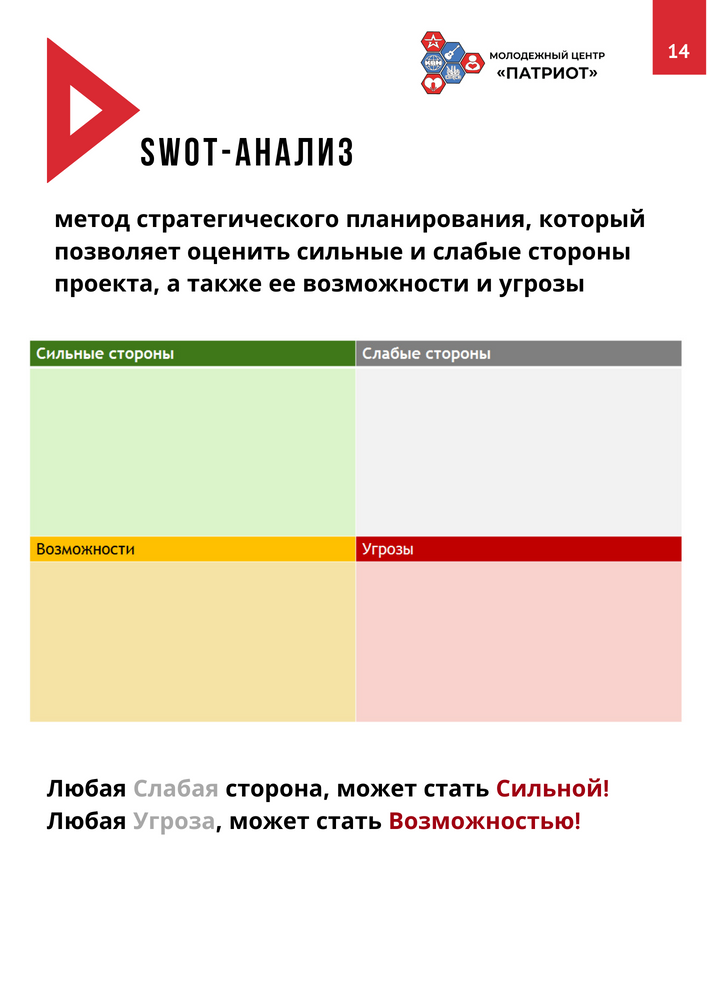 МОЛОДЕЖНЫЙ ЦЕНТР
«ПАТРИОТ»
14
КВН
SWOT-АНАЛИЗ
метод стратегического планирования, который
позволяет оценить сильные и слабые стороны
проекта, а также ее возможности и угрозы
Сильные стороны
Слабые стороны
Возможности
Угрозы
Любая Слабая сторона, может стать Сильной!
Любая Угроза, может стать Возможностью!